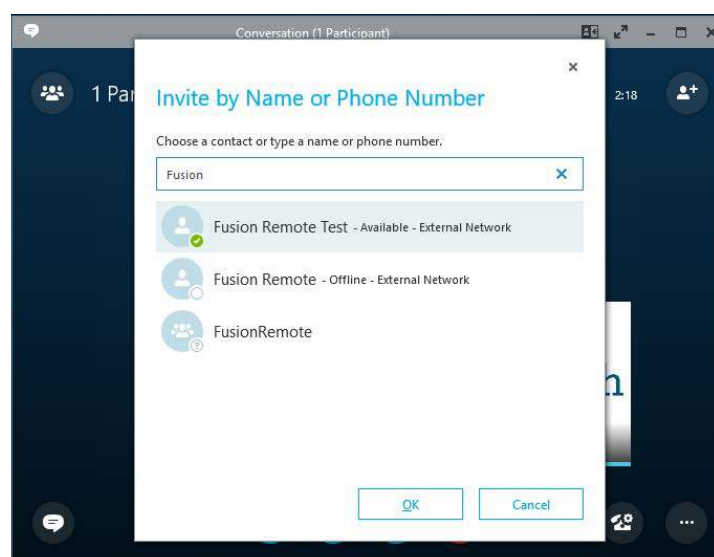 Conversation (1 Participant)
1 Par
2:18
Invite by Name or Phone Number
Choose a contact or type a name or phone number.
Fusion
Fusion Remote Test - Available - External Network
Fusion Remote - Offline - External Network
FusionRemote
h
OK
Cancel